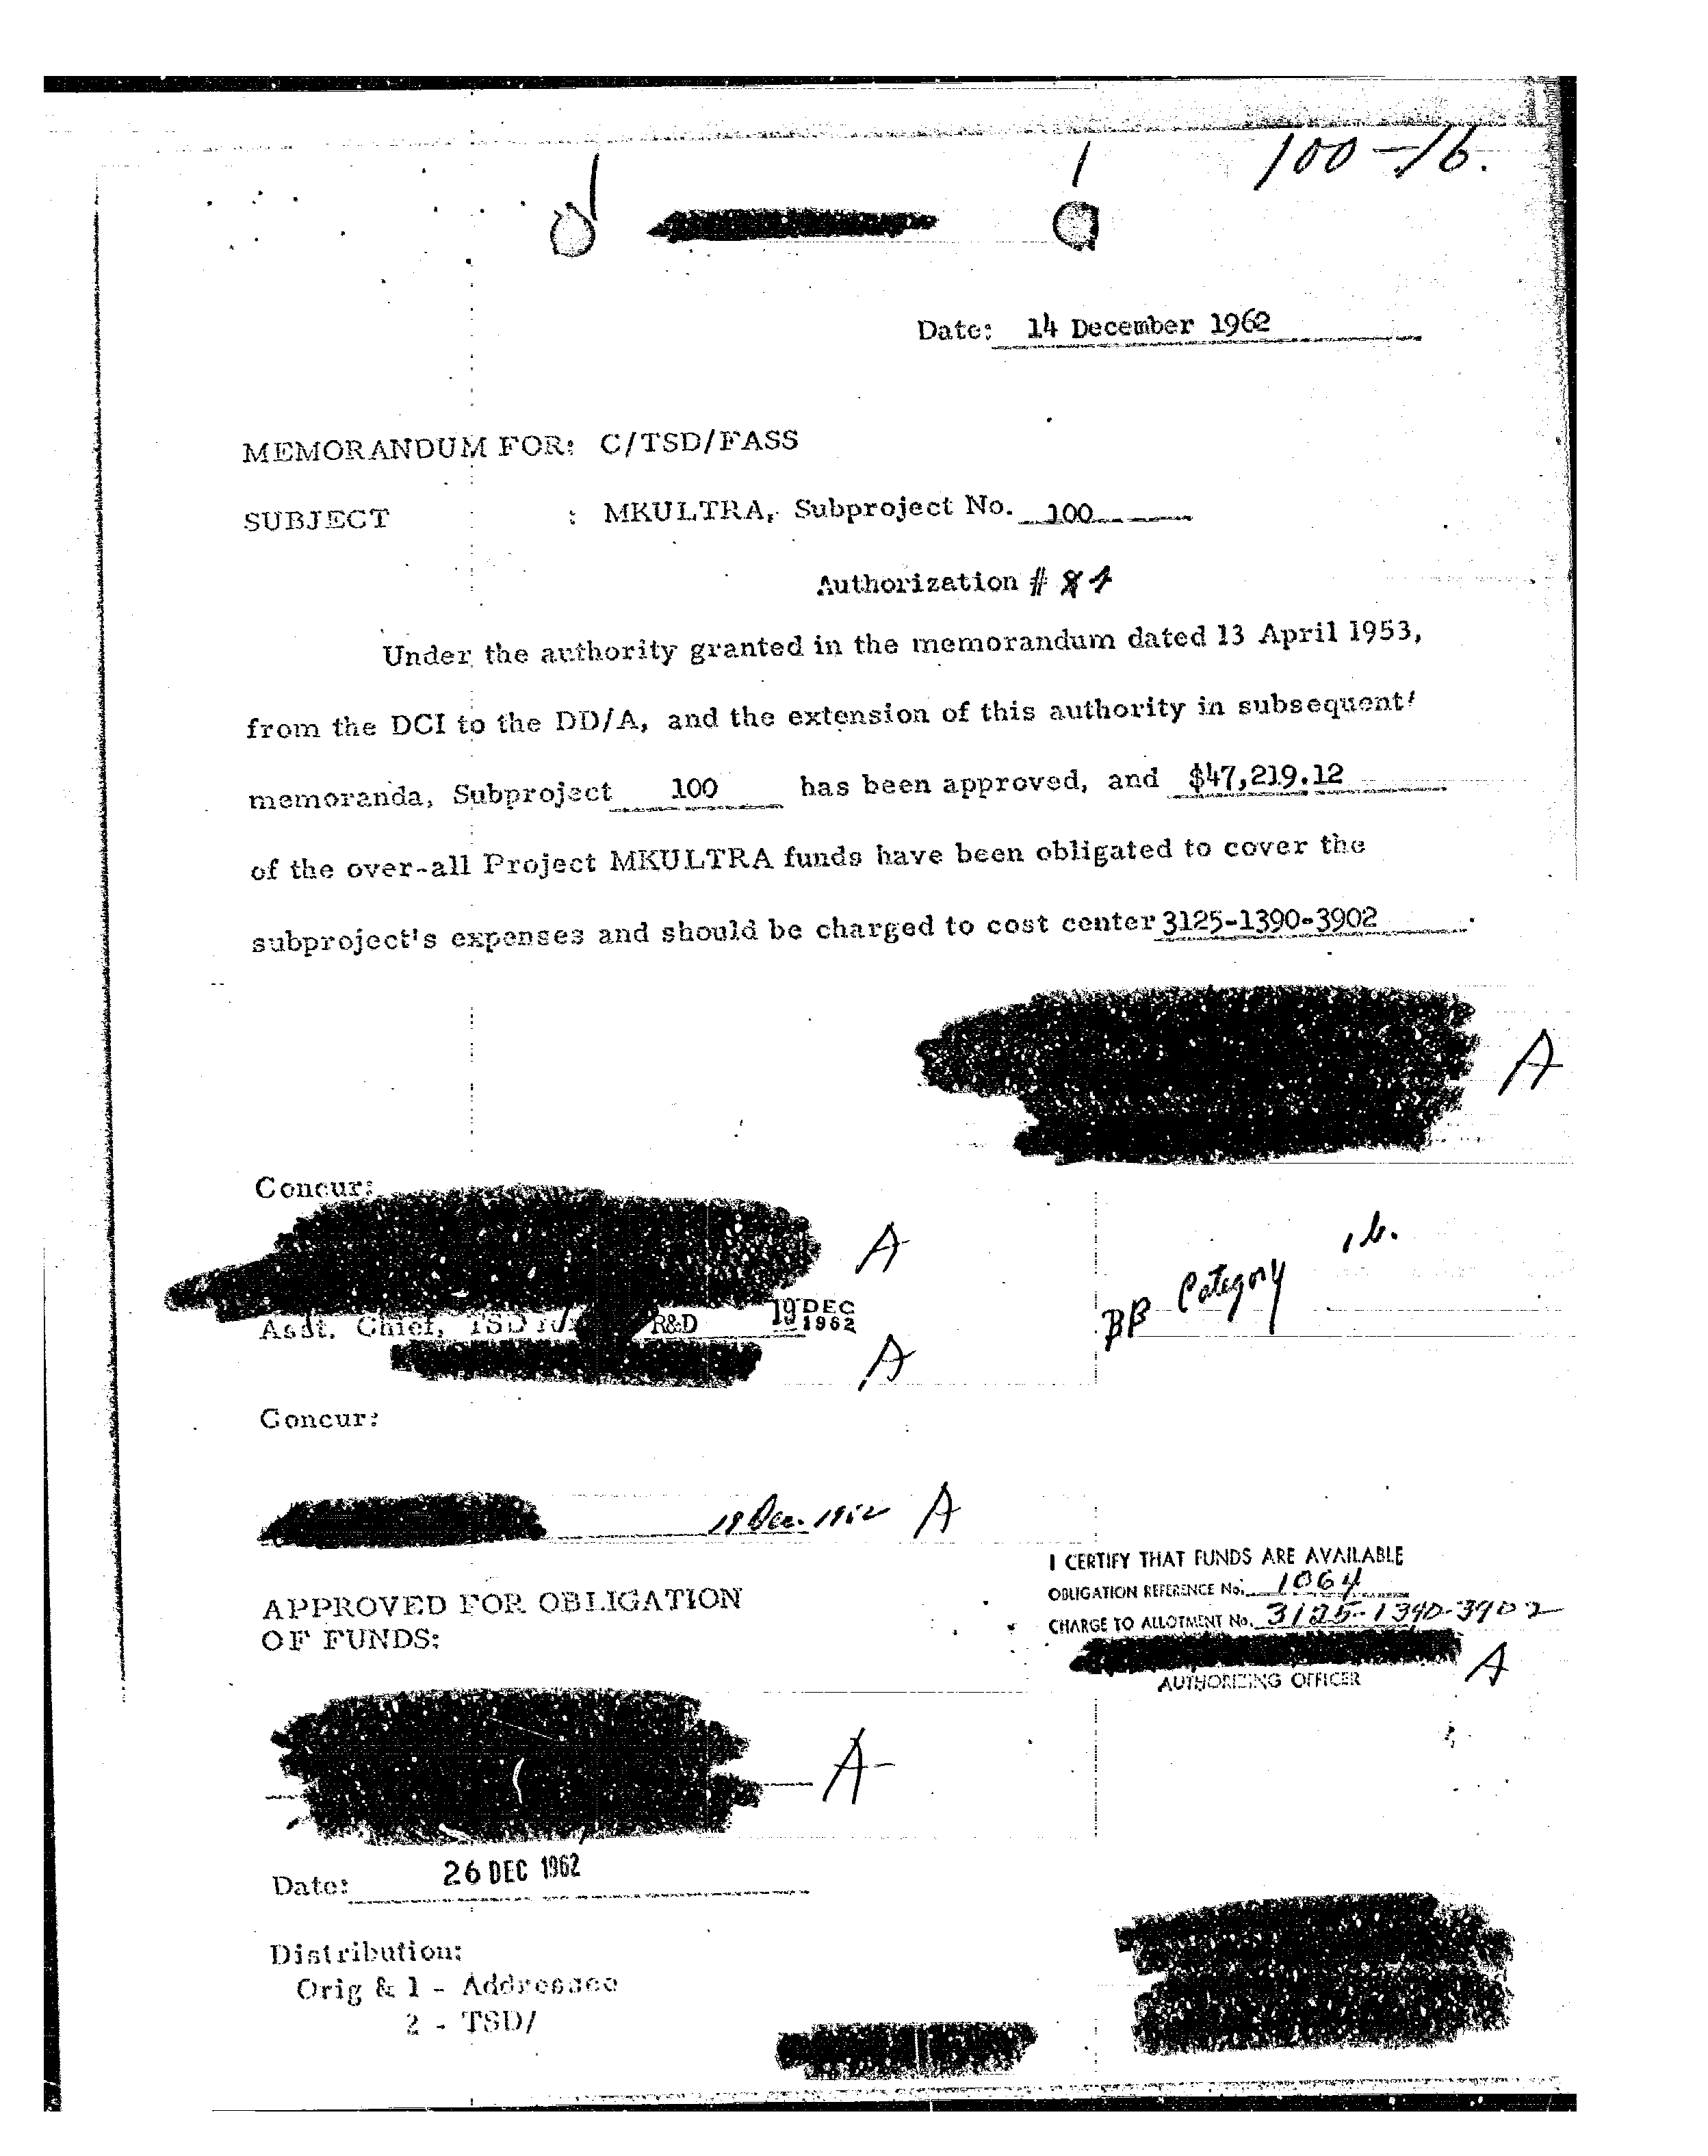 100-16.
Date: 14 December 1962
MEMORANDUM FOR: C/TSD/FASS
SUBJECT : MKULTRA, Subproject No. 100
Authorization #
Under the authority granted in the memorandum dated 13 April 1953,
from the DCI to the DD/A, and the extension of this authority in subsequent
memoranda, Subproject 100 has been approved, and $47,219.12
of the over-all Project MKULTRA funds have been obligated to cover the
subproject's expenses and should be charged to cost center 3125-1390-3902.
A
Concur:
A
Asst. Chief, TSD/ R&D 19 DEC 1962
A
BB Category
Concur:
19 Dec. 1962 A
APPROVED FOR OBLIGATION
OF FUNDS:
I CERTIFY THAT FUNDS ARE AVAILABLE
OBLIGATION REFERENCE No. 1064
CHARGE TO ALLOTMENT No. 3125-1390-3902
A
AUTHORIZING OFFICER
A
Date: 26 DEC 1962
Distribution:
Orig & 1 - Addressee
2 - TSD/